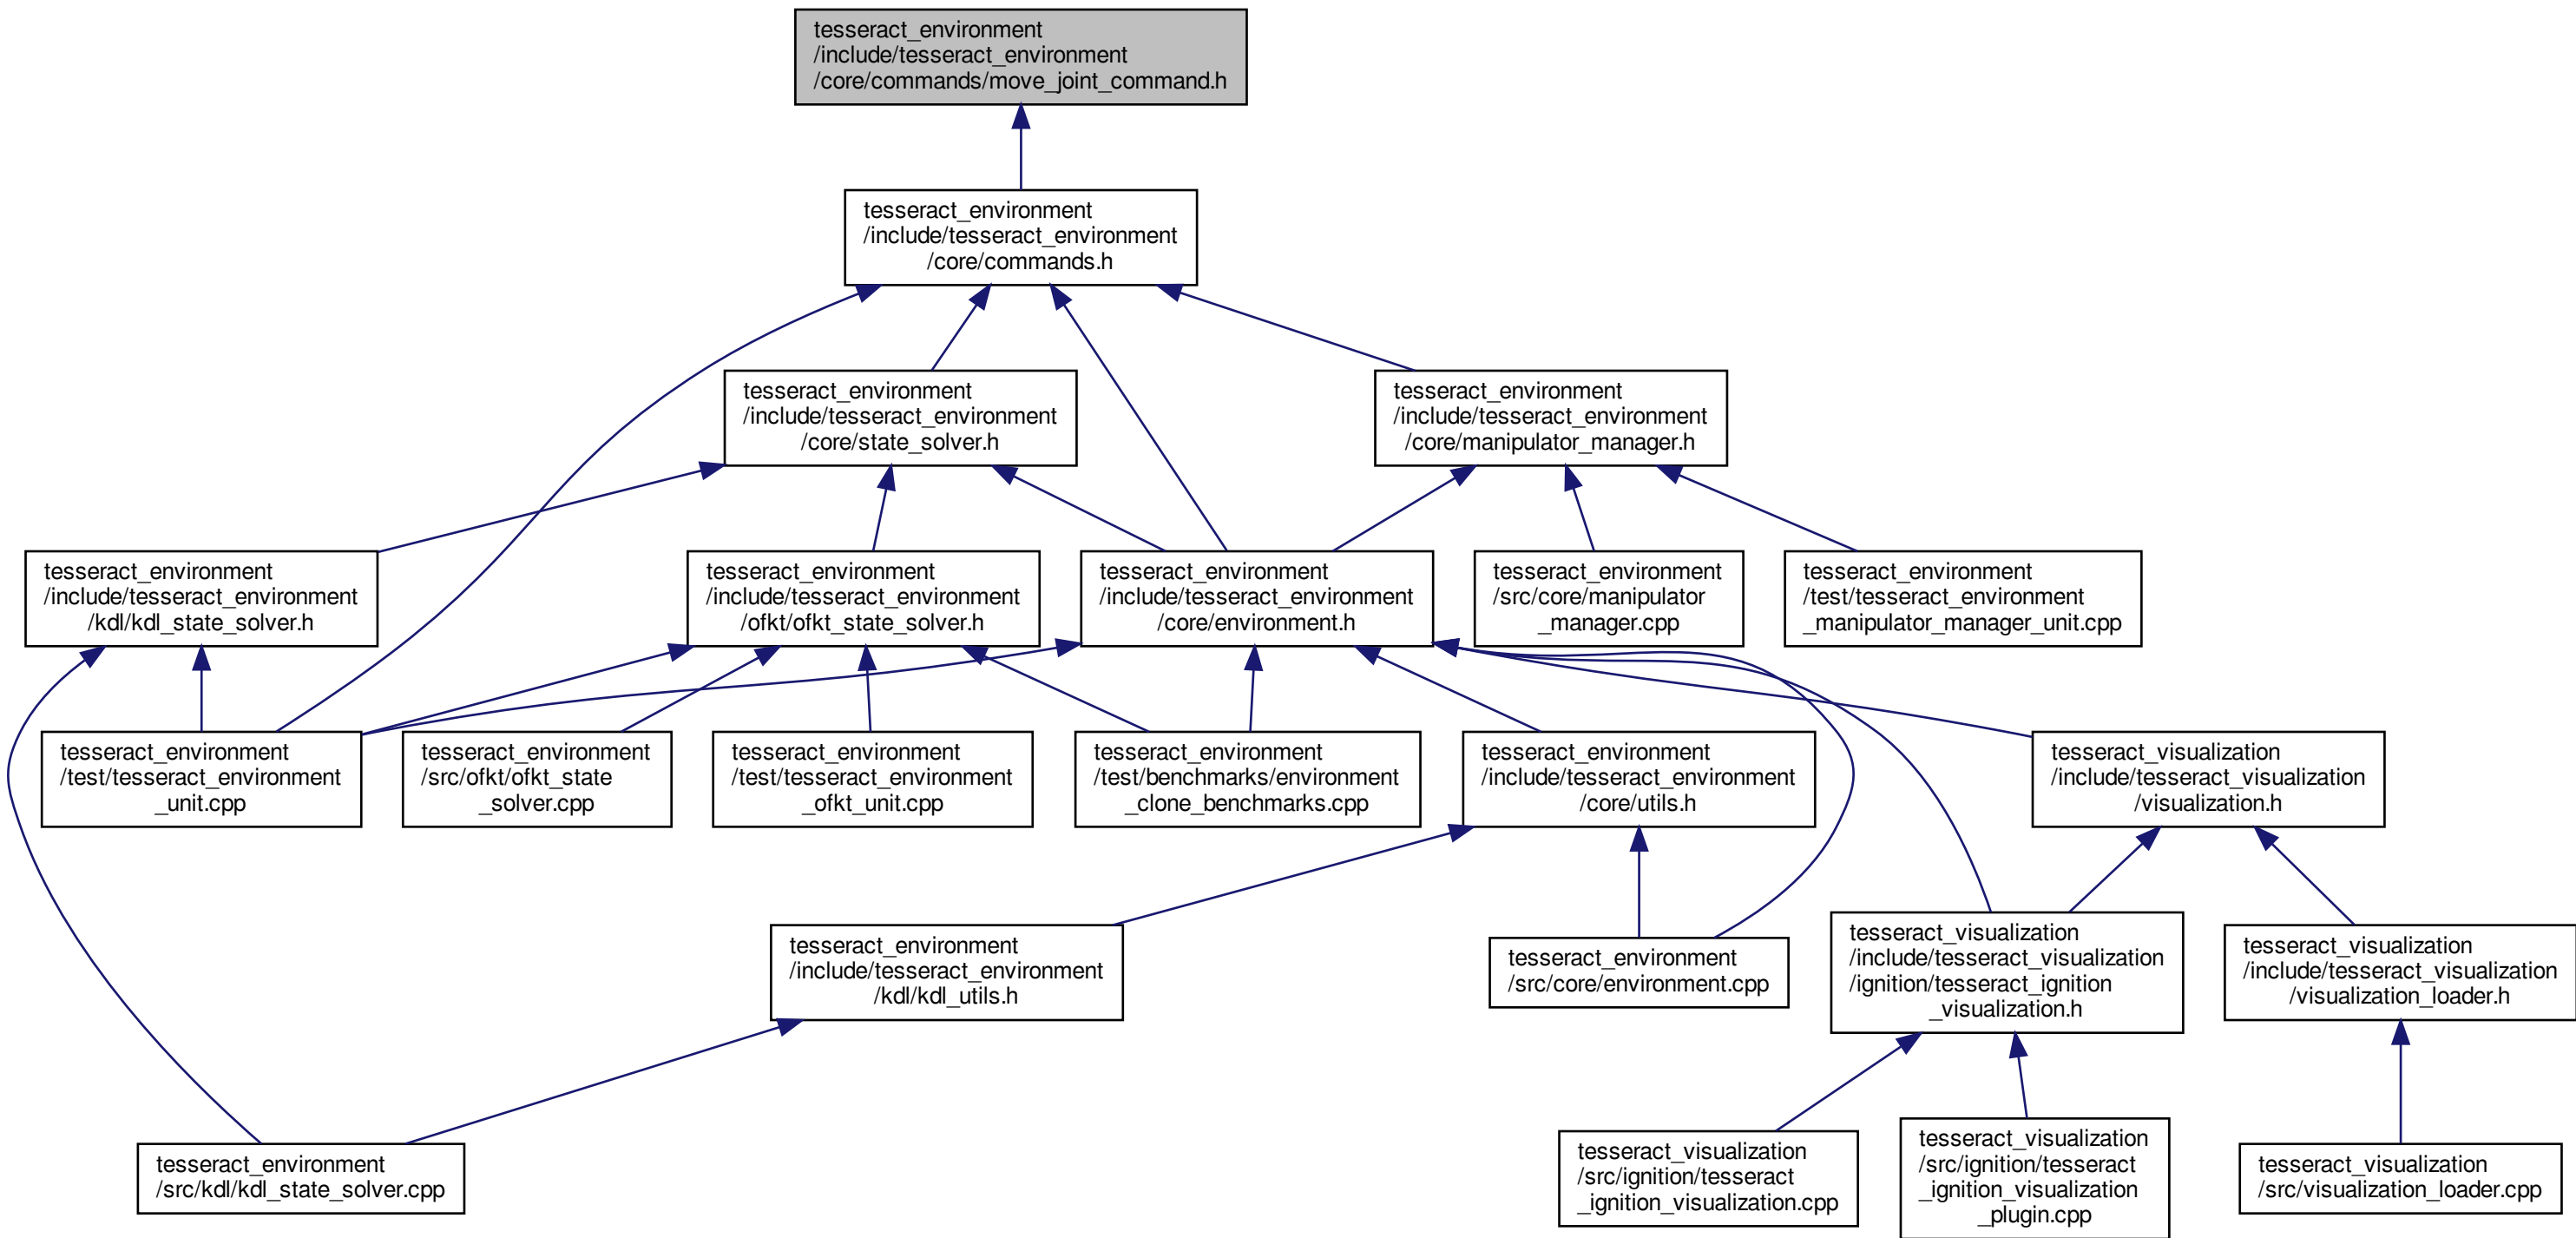 tesseract_environment
/include/tesseract_environment
/core/commands/move_joint_command.h
tesseract_environment
/include/tesseract_environment
/core/commands.h
tesseract_environment
/include/tesseract_environment
/core/state_solver.h
tesseract_environment
/include/tesseract_environment
/core/manipulator_manager.h
tesseract_environment
/include/tesseract_environment
/kdl/kdl_state_solver.h
tesseract_environment
/include/tesseract_environment
/ofkt/ofkt_state_solver.h
tesseract_environment
/include/tesseract_environment
/core/environment.h
tesseract_environment
/src/core/manipulator
_manager.cpp
tesseract_environment
/test/tesseract_environment
_manipulator_manager_unit.cpp
tesseract_environment
/test/tesseract_environment
_unit.cpp
tesseract_environment
/src/ofkt/ofkt_state
_solver.cpp
tesseract_environment
/test/tesseract_environment
_ofkt_unit.cpp
tesseract_environment
/test/benchmarks/environment
_clone_benchmarks.cpp
tesseract_environment
/include/tesseract_environment
/core/utils.h
tesseract_visualization
/include/tesseract_visualization
/visualization.h
tesseract_environment
/include/tesseract_environment
/kdl/kdl_utils.h
tesseract_environment
/src/core/environment.cpp
tesseract_visualization
/include/tesseract_visualization
/ignition/tesseract_ignition
_visualization.h
tesseract_visualization
/include/tesseract_visualization
/visualization_loader.h
tesseract_environment
/src/kdl/kdl_state_solver.cpp
tesseract_visualization
/src/ignition/tesseract
_ignition_visualization.cpp
tesseract_visualization
/src/ignition/tesseract
_ignition_visualization
_plugin.cpp
tesseract_visualization
/src/visualization_loader.cpp